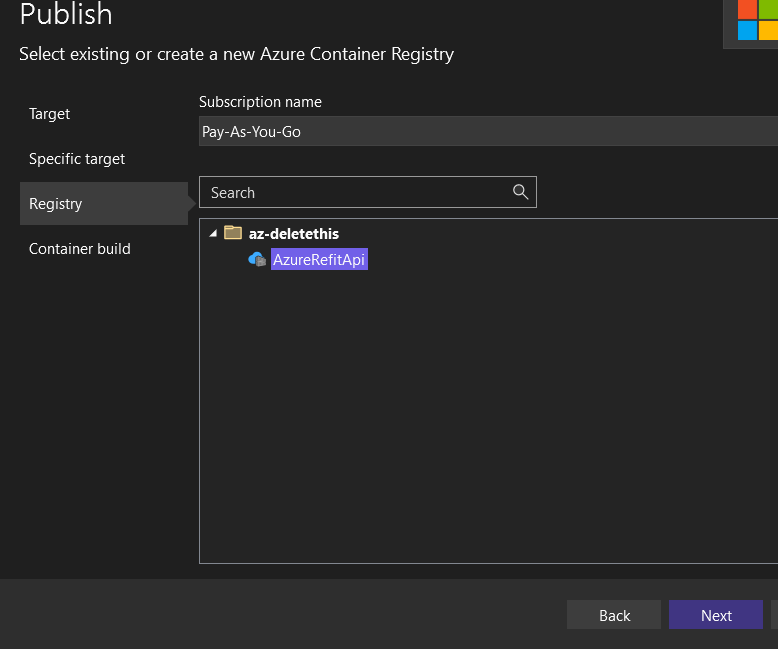 Publish
Select existing or create a new Azure Container Registry
Target
Specific target
Registry
Container build
Subscription name
Pay-As-You-Go
Search
az-deletethis
AzureRefitApi
Back
Next